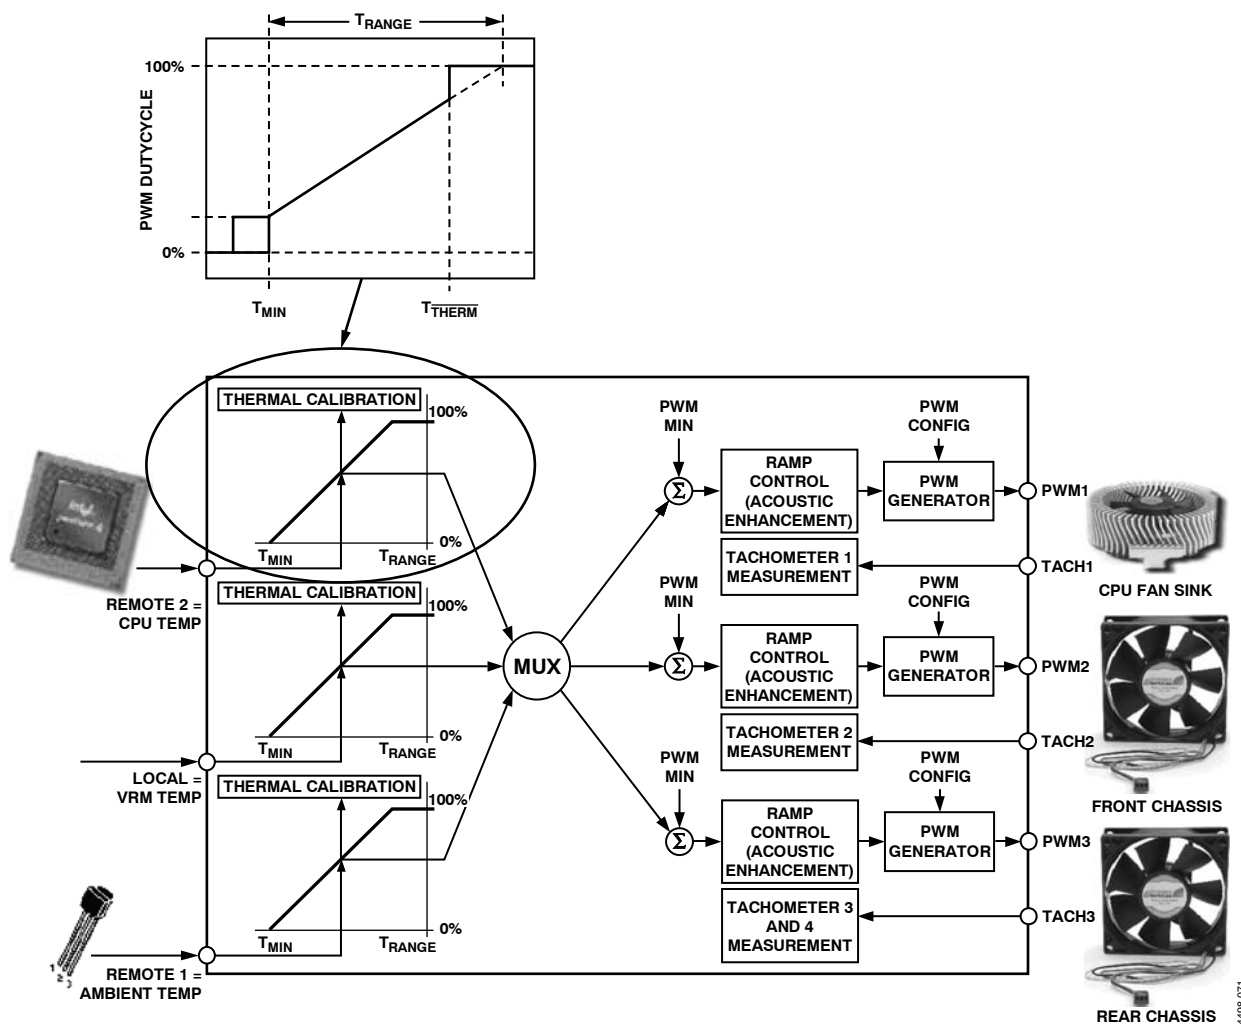 TRANGE
100%
PWM DUTYCYCLE
0%
TMIN
TTHERM
THERMAL CALIBRATION
100%
TMIN
TRANGE
0%
REMOTE 2 =
CPU TEMP
THERMAL CALIBRATION
100%
TMIN
TRANGE
0%
LOCAL =
VRM TEMP
THERMAL CALIBRATION
100%
TMIN
TRANGE
0%
REMOTE 1 =
AMBIENT TEMP
1
2
3
MUX
PWM
MIN
Σ
RAMP
CONTROL
(ACOUSTIC
ENHANCEMENT)
PWM
CONFIG
PWM
GENERATOR
PWM1
TACHOMETER 1
MEASUREMENT
TACH1
CPU FAN SINK
PWM
MIN
Σ
RAMP
CONTROL
(ACOUSTIC
ENHANCEMENT)
PWM
CONFIG
PWM
GENERATOR
PWM2
TACHOMETER 2
MEASUREMENT
TACH2
FRONT CHASSIS
PWM
MIN
Σ
RAMP
CONTROL
(ACOUSTIC
ENHANCEMENT)
PWM
CONFIG
PWM
GENERATOR
PWM3
TACHOMETER 3
AND 4
MEASUREMENT
TACH3
REAR CHASSIS